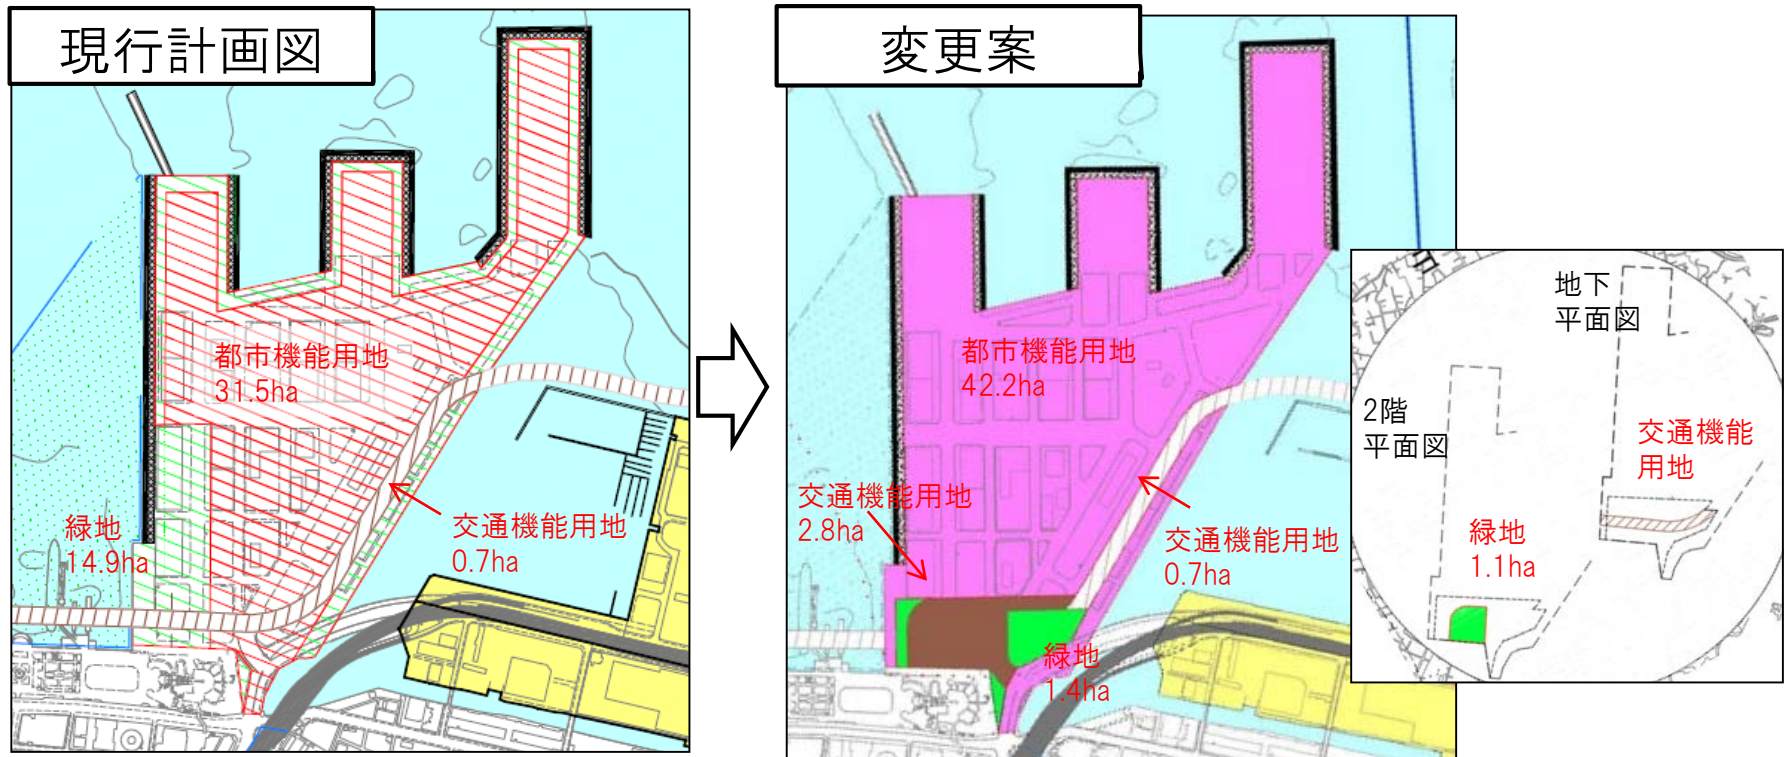 現行計画図
都市機能用地
31.5ha
緑地
14.9ha
交通機能用地
0.7ha
変更案
都市機能用地
42.2ha
交通機能用地
2.8ha
交通機能用地
0.7ha
緑地
1.4ha
地下
平面図
2階
平面図
交通機能
用地
緑地
1.1ha